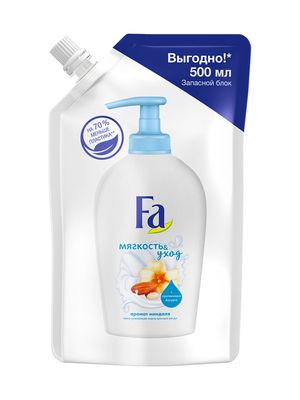 Выгодно!*
500 мл
Запасной блок
НА 70%
МЕНЬШЕ
ПЛАСТИКА**
Fa
мягкость&
уход
аромат миндаля